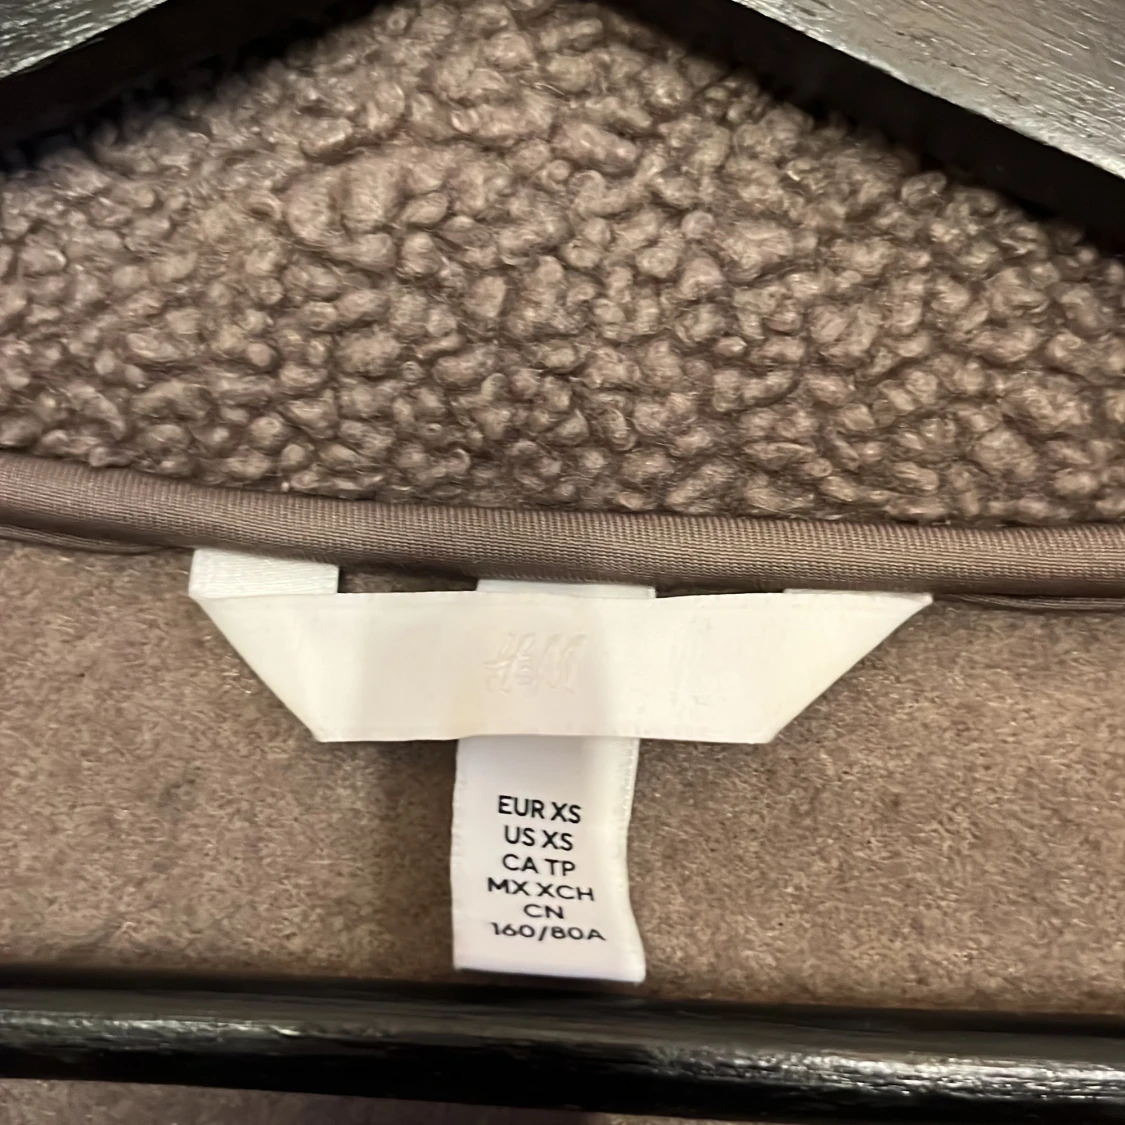 H&M
EUR XS
US XS
CA TP
MX XCH
CN
160/80A